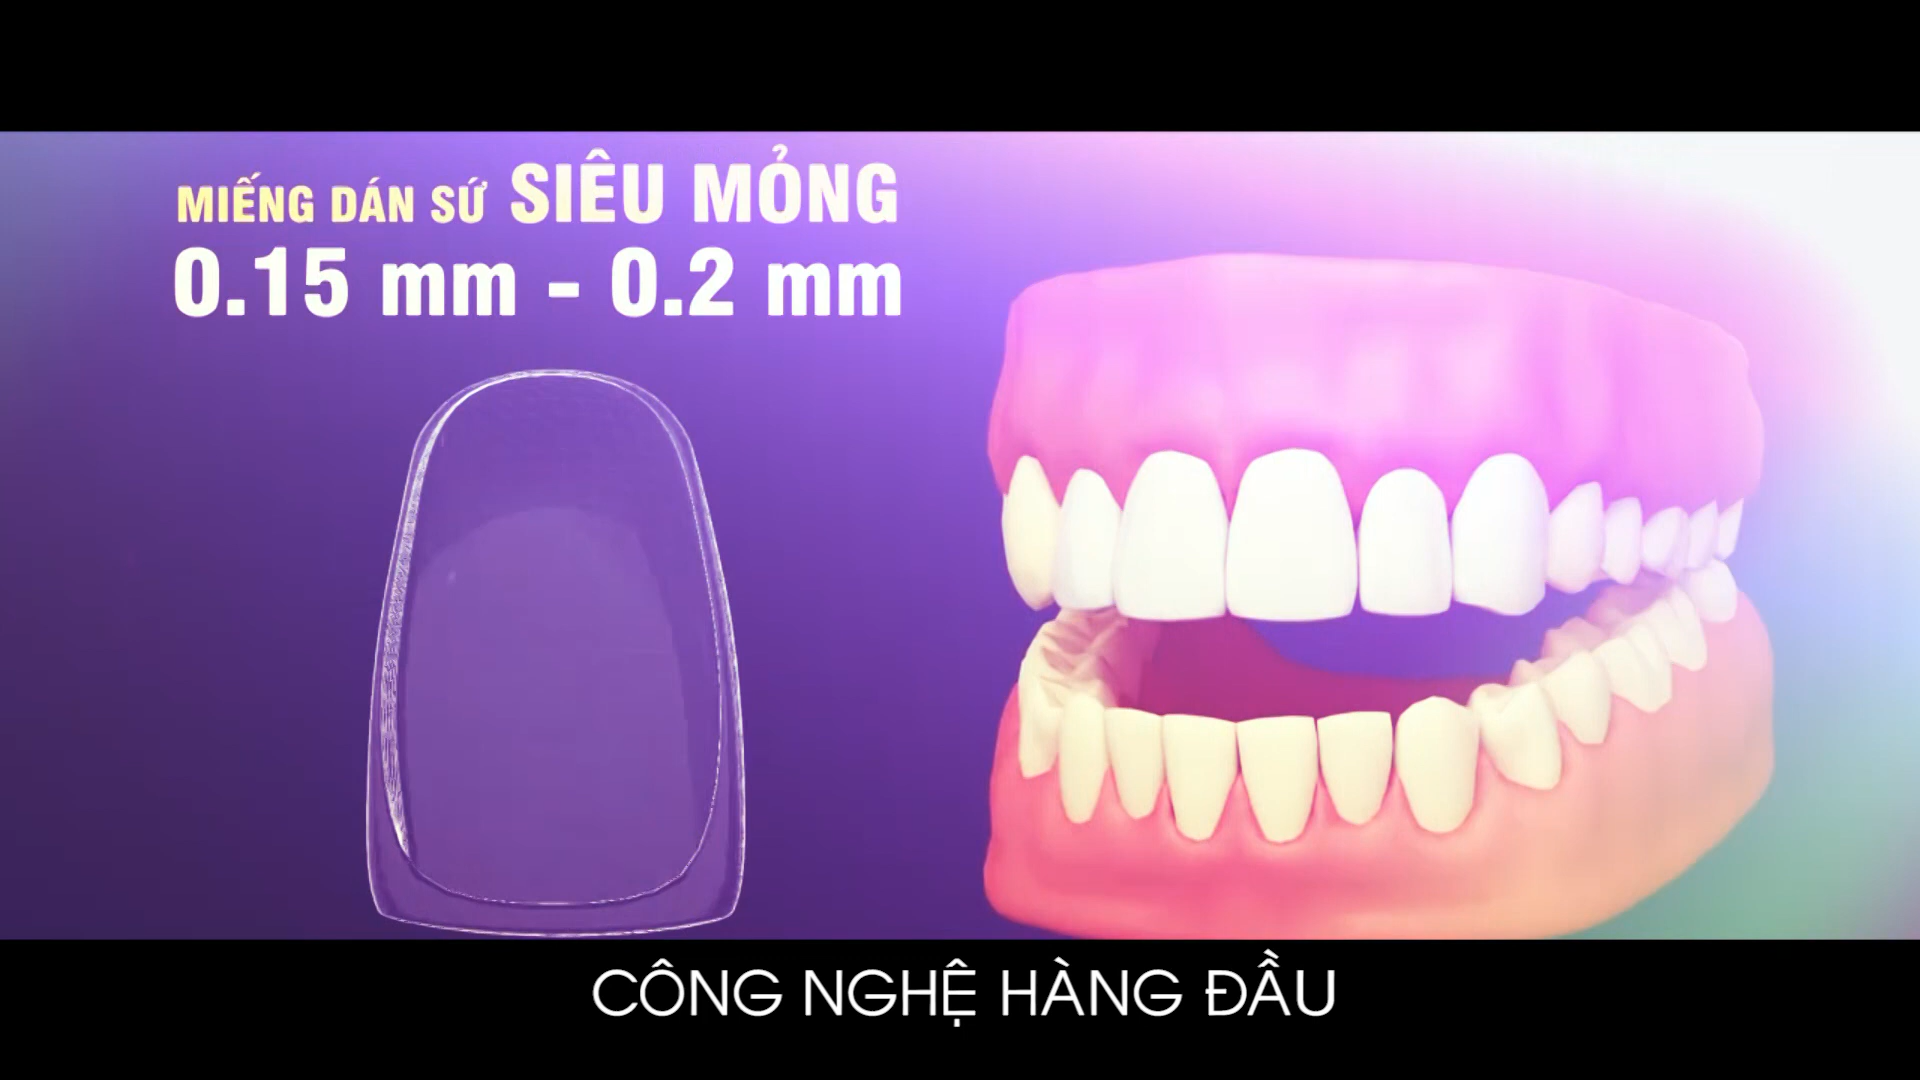 MIẾNG DÁN SỨ SIÊU MỎNG
0.15 mm - 0.2 mm
CÔNG NGHỆ HÀNG ĐẦU